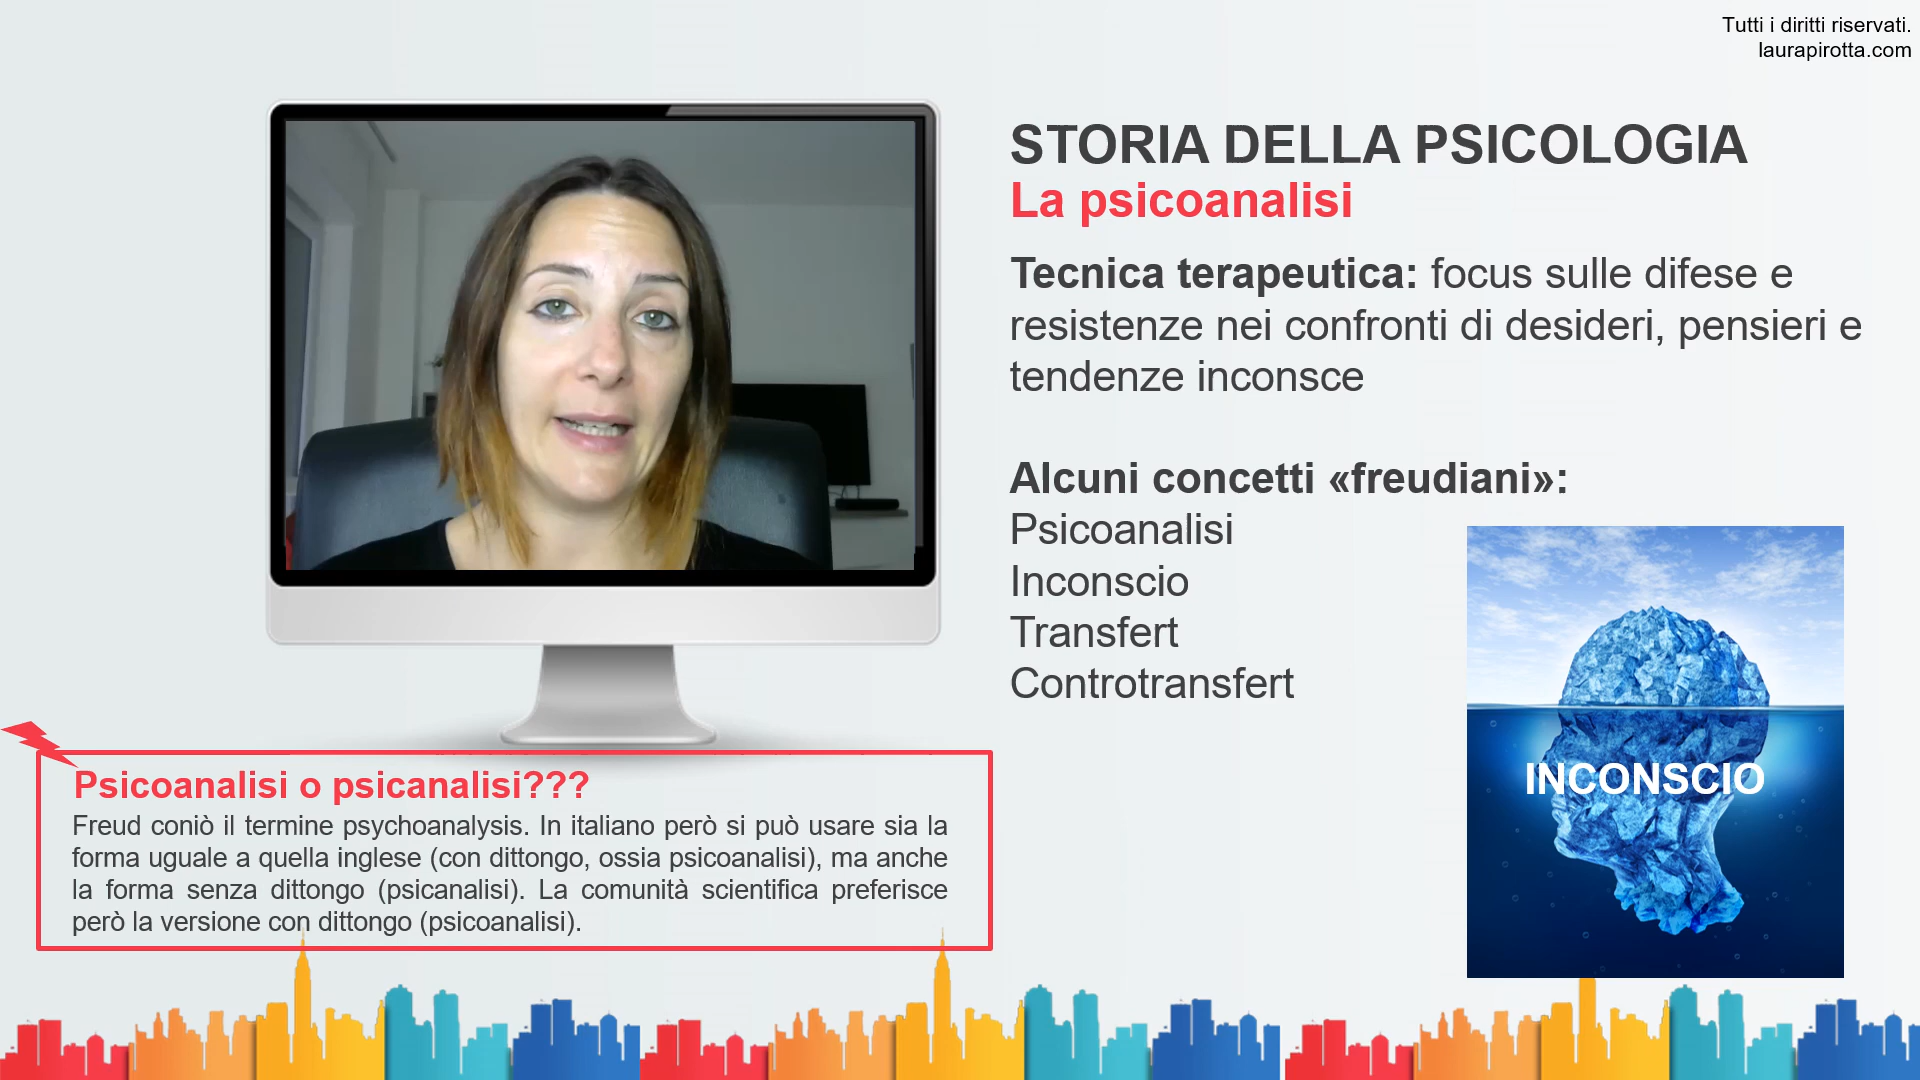 Tutti i diritti riservati.
laurapirotta.com
STORIA DELLA PSICOLOGIA
La psicoanalisi
Tecnica terapeutica: focus sulle difese e
resistenze nei confronti di desideri, pensieri e
tendenze inconsce
Alcuni concetti «freudiani»:
Psicoanalisi
Inconscio
Transfert
Controtransfert
INCONSCIO
Psicoanalisi o psicanalisi???
Freud coniò il termine psychoanalysis. In italiano però si può usare sia la
forma uguale a quella inglese (con dittongo, ossia psicoanalisi), ma anche
la forma senza dittongo (psicanalisi). La comunità scientifica preferisce
però la versione con dittongo (psicoanalisi).